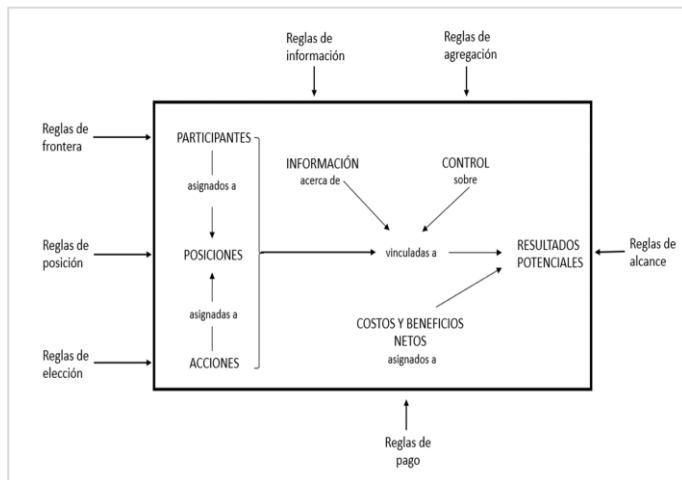 Reglas de
información
Reglas de
agregación
Reglas de
frontera
PARTICIPANTES
asignados a
INFORMACIÓN
acerca de
CONTROL
sobre
Reglas de
posición
POSICIONES
vinculadas a
RESULTADOS
POTENCIALES
Reglas de
alcance
asignadas a
COSTOS Y BENEFICIOS
NETOS
asignados a
Reglas de
elección
ACCIONES
Reglas de
pago